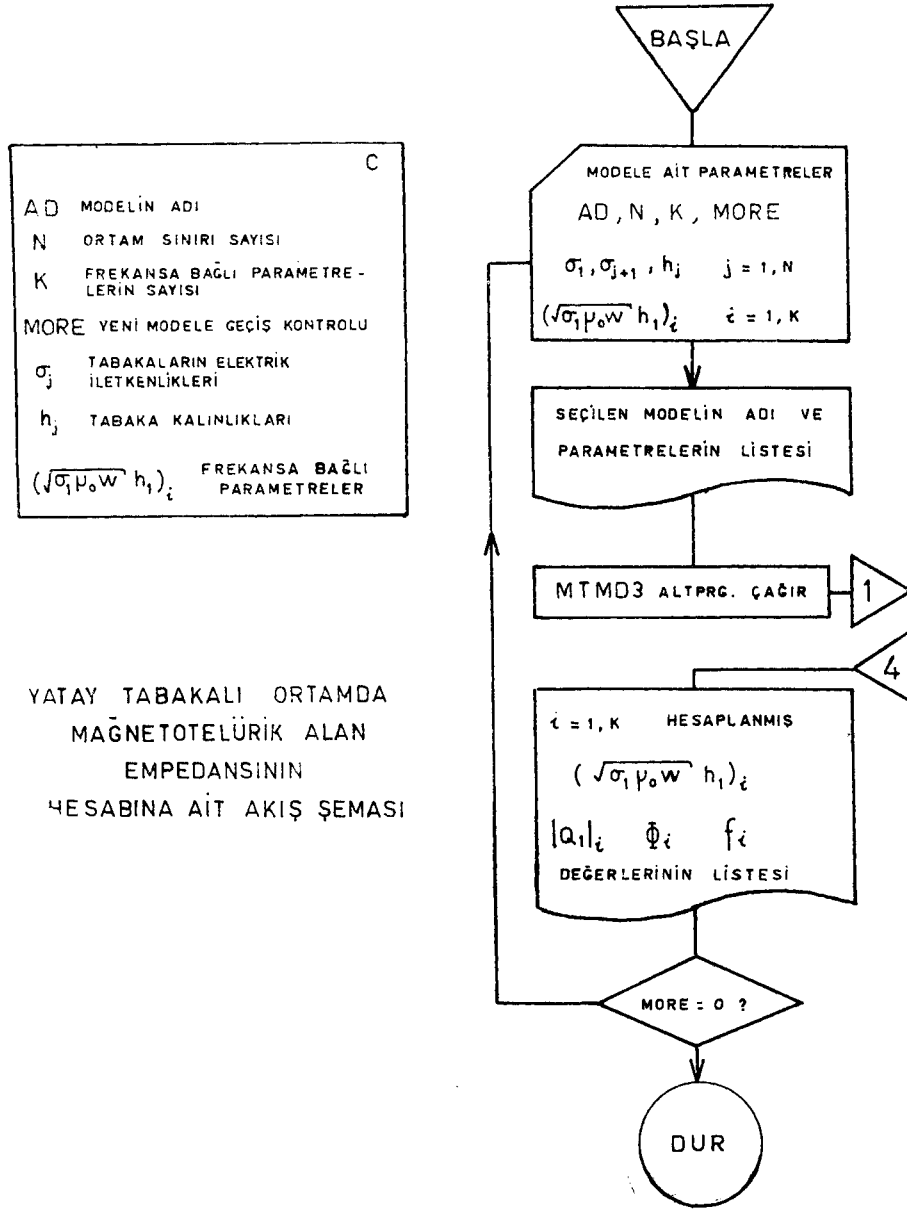 C
AD MODELİN ADI
N ORTAM SINIRI SAYISI
K FREKANSA BAĞLI PARAMETRE-
LERİN SAYISI
MORE YENİ MODELE GEÇİŞ KONTROLU
σj TABAKALARIN ELEKTRİK
İLETKENLİKLERİ
hj TABAKA KALINLIKLARI
(√σ1μ0w h1)i FREKANSA BAĞLI
PARAMETRELER
YATAY TABAKALI ORTAMDA
MAĞNETOTELÜRİK ALAN
EMPEDANSININ
HESABINA AİT AKIŞ ŞEMASI
BAŞLA
MODELE AİT PARAMETRELER
AD, N, K, MORE
σ1, σj+1, hj j = 1, N
(√σ1μ0w h1)i i = 1, K
SEÇİLEN MODELİN ADI VE
PARAMETRELERİN LİSTESİ
MTMD3 ALTPRG. ÇAĞIR
1
4
i = 1, K HESAPLANMIŞ
(√σ1μ0w h1)i
|Q1|i Φi fi
DEĞERLERİNİN LİSTESİ
MORE = 0 ?
DUR